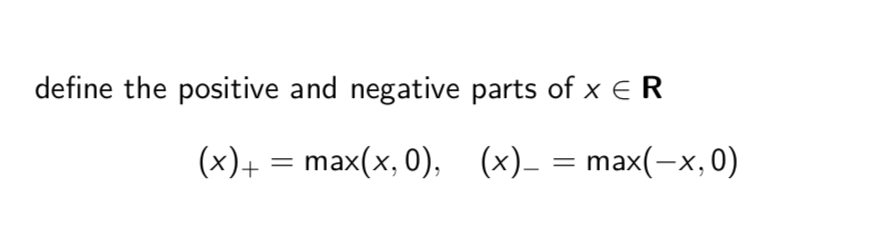 define the positive and negative parts of x ∈ R
(x)₊ = max(x, 0), (x)₋ = max(−x, 0)